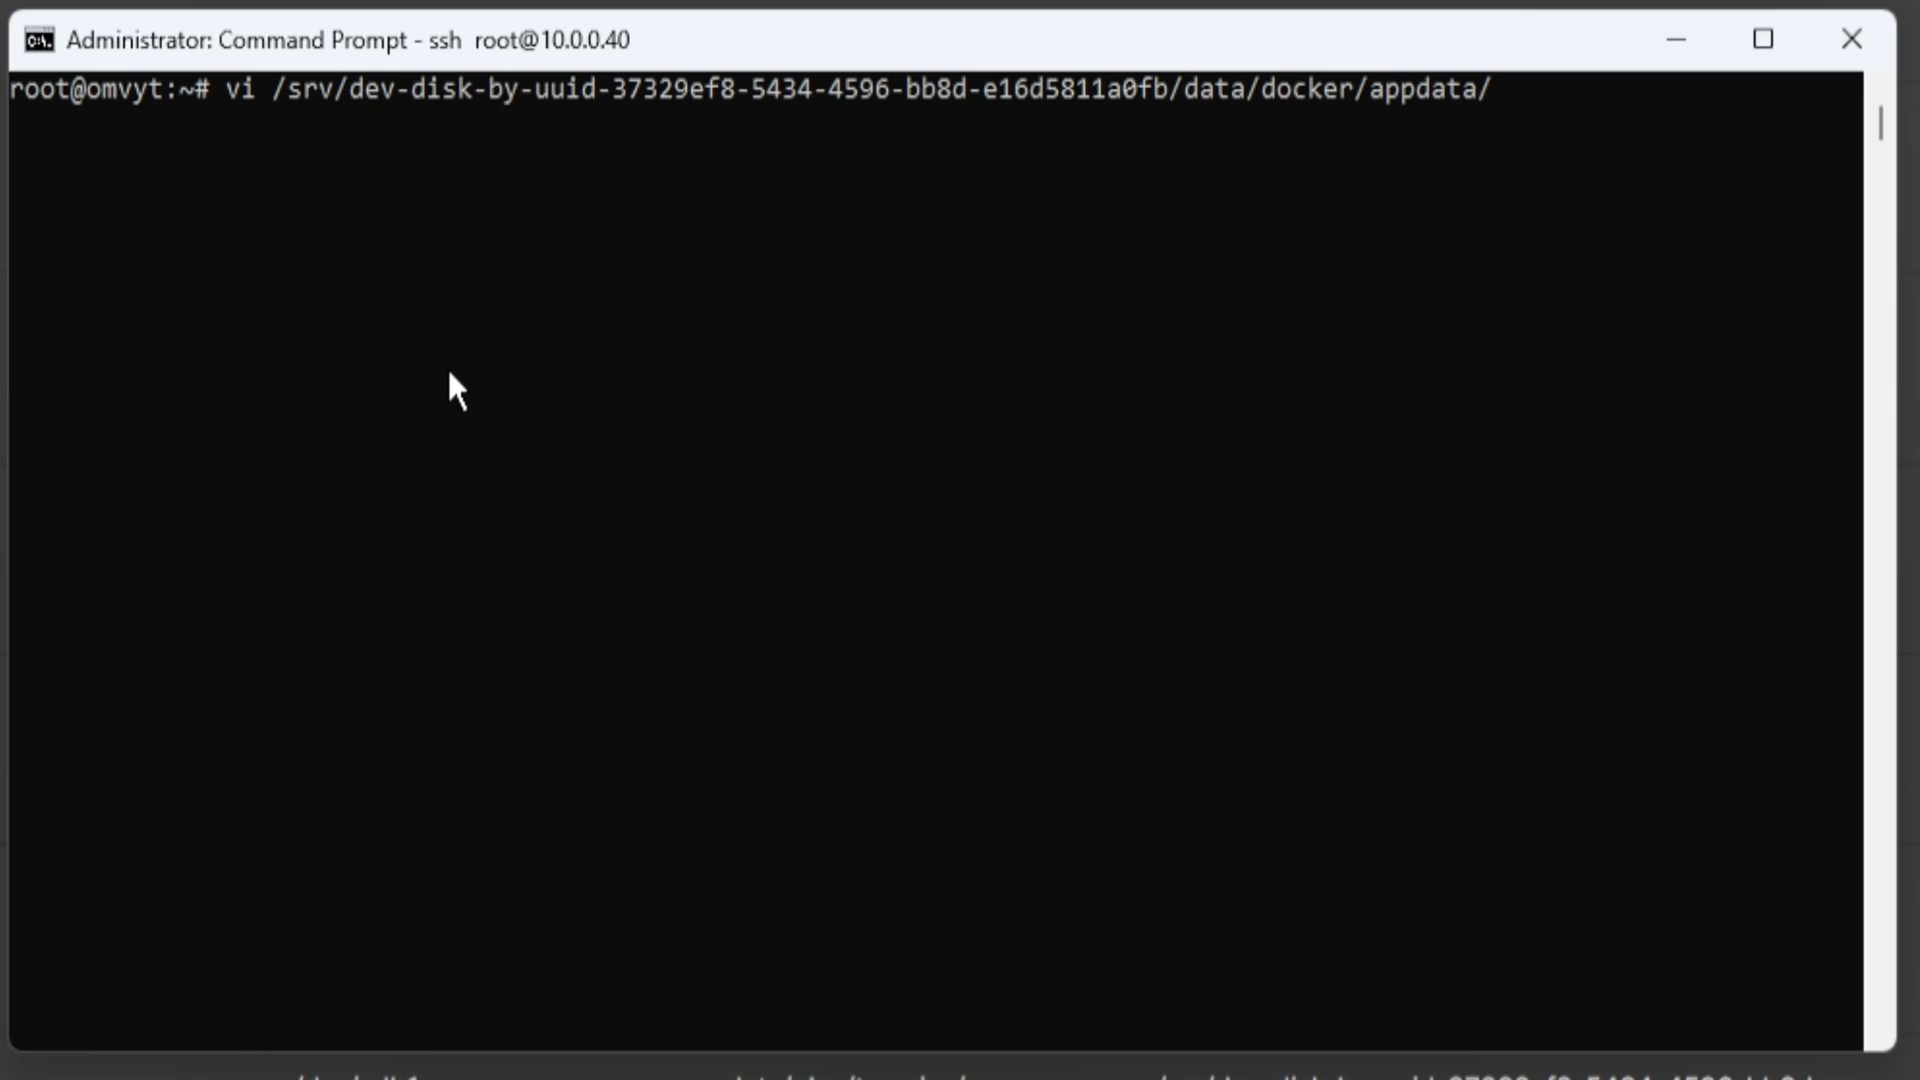 Administrator: Command Prompt - ssh  root@10.0.0.40
root@omvyt:~# vi /srv/dev-disk-by-uuid-37329ef8-5434-4596-bb8d-e16d5811a0fb/data/docker/appdata/